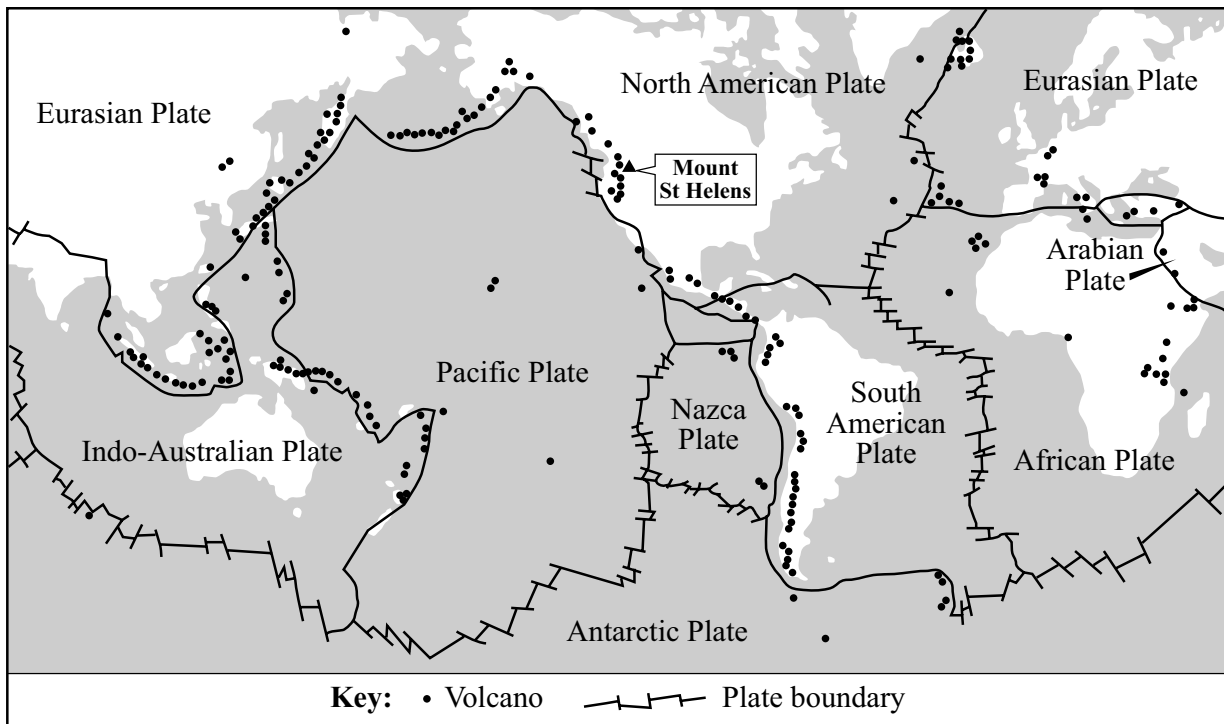 North American Plate
Eurasian Plate
Eurasian Plate
Mount
St Helens
Arabian
Plate
Pacific Plate
Nazca
Plate
South
American
Plate
Indo-Australian Plate
African Plate
Antarctic Plate
Key: Volcano Plate boundary